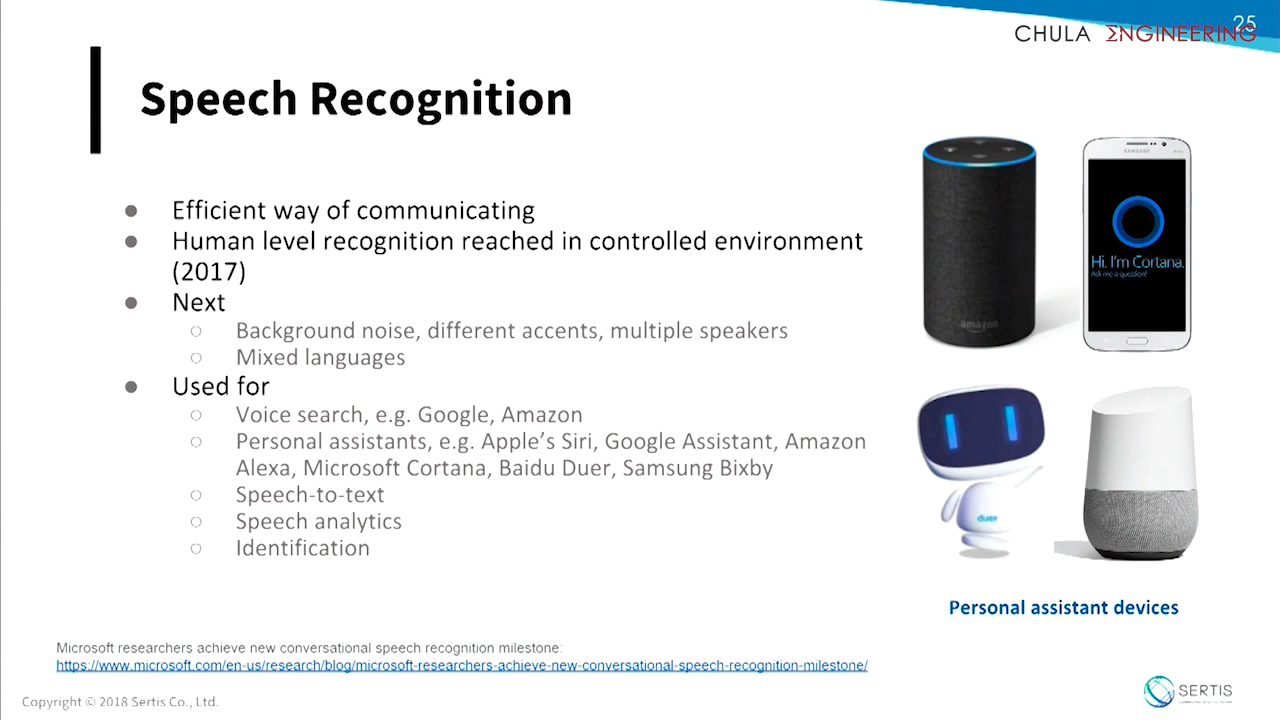 25
CHULA ΣNGINEERING
Speech Recognition
● Efficient way of communicating
● Human level recognition reached in controlled environment
(2017)
● Next
○ Background noise, different accents, multiple speakers
○ Mixed languages
● Used for
○ Voice search, e.g. Google, Amazon
○ Personal assistants, e.g. Apple’s Siri, Google Assistant, Amazon
Alexa, Microsoft Cortana, Baidu Duer, Samsung Bixby
○ Speech-to-text
○ Speech analytics
○ Identification
amazon
SAMSUNG
Hi. I'm Cortana.
Ask me a question!
duer
Personal assistant devices
Microsoft researchers achieve new conversational speech recognition milestone:
https://www.microsoft.com/en-us/research/blog/microsoft-researchers-achieve-new-conversational-speech-recognition-milestone/
Copyright © 2018 Sertis Co., Ltd.
SERTIS